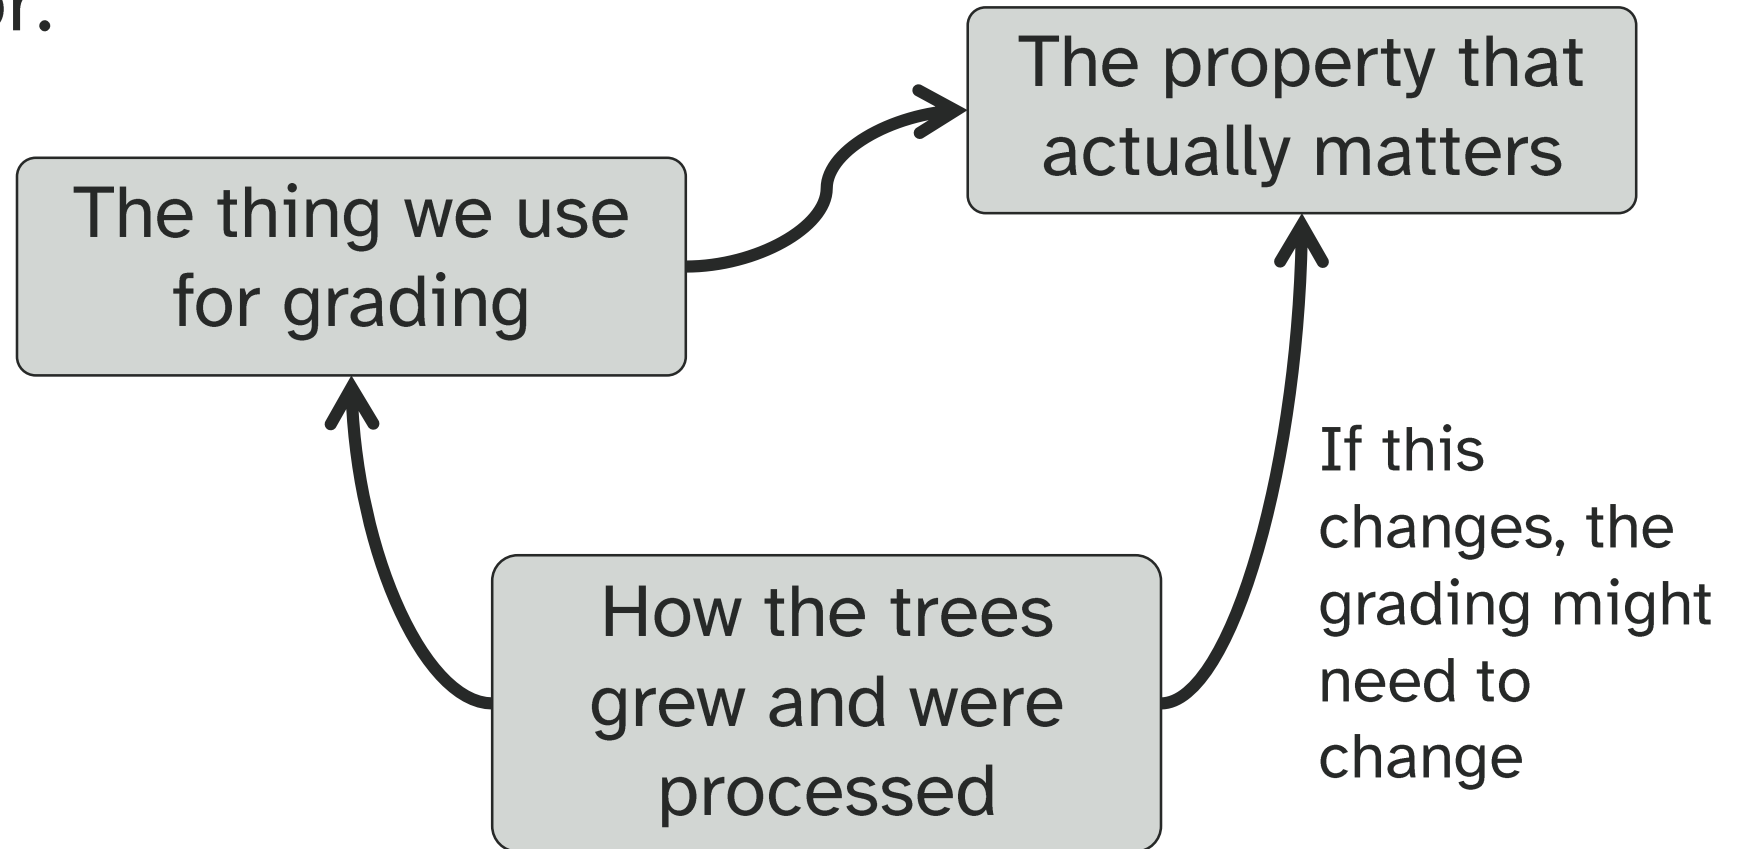 The property that
actually matters
The thing we use
for grading
If this
changes, the
grading might
need to
change
How the trees
grew and were
processed